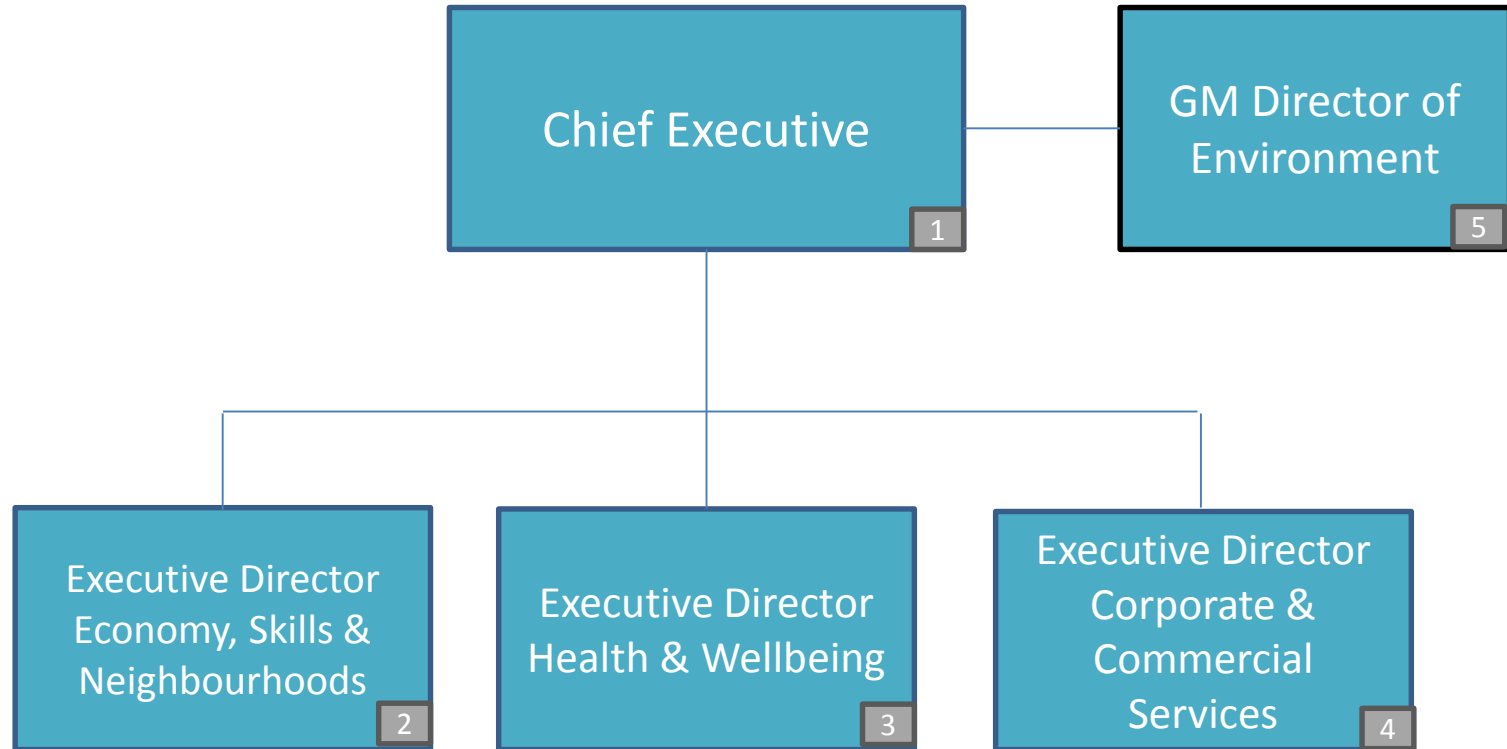 Chief Executive
1
GM Director of
Environment
5
Executive Director
Economy, Skills &
Neighbourhoods
2
Executive Director
Health & Wellbeing
3
Executive Director
Corporate &
Commercial
Services
4